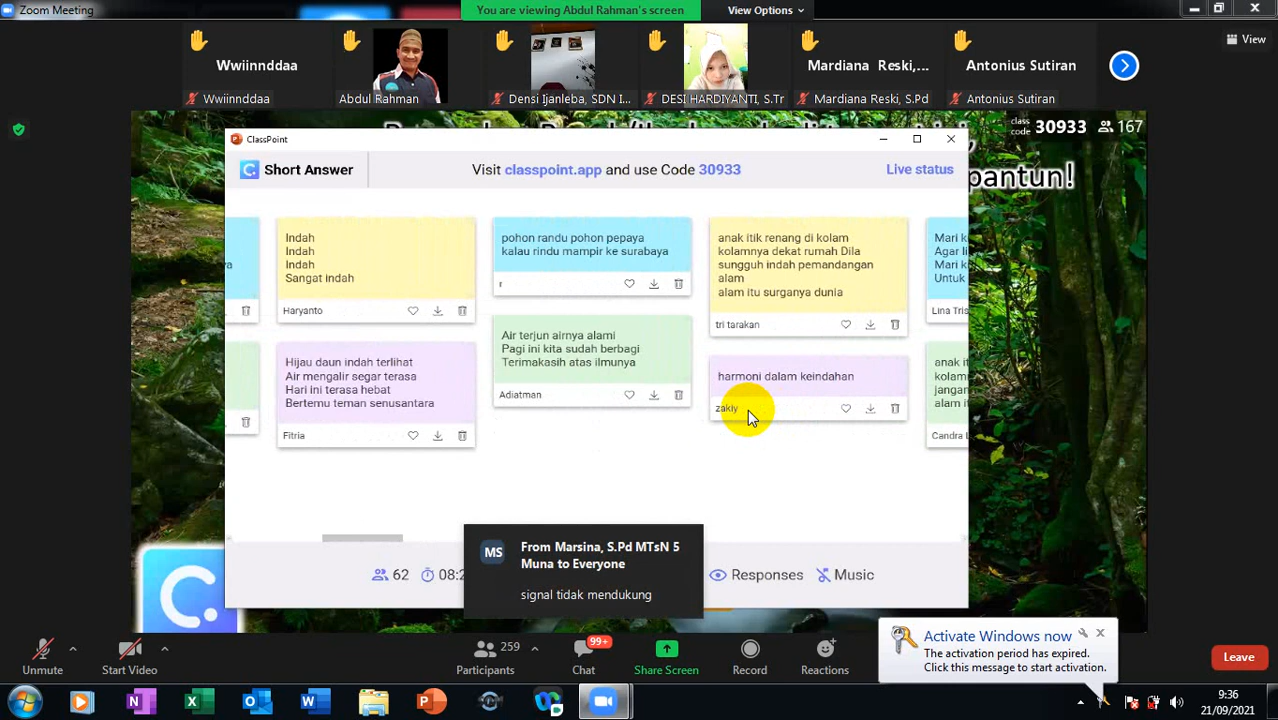 Zoom Meeting
You are viewing Abdul Rahman's screen
View Options
View
Wwiinnddaa
Mardiana Reski,...
Antonius Sutiran
Wwiinnddaa
Abdul Rahman
Densi Ijanleba, SDN I...
DESI HARDIYANTI, S.Tr
Mardiana Reski, S.Pd
Antonius Sutiran
class
code
30933
167
pantun!
ClassPoint
Short Answer
Visit classpoint.app and use Code 30933
Live status
Indah
Indah
Indah
Sangat indah
Haryanto
Hijau daun indah terlihat
Air mengalir segar terasa
Hari ini terasa hebat
Bertemu teman senusantara
Fitria
pohon randu pohon pepaya
kalau rindu mampir ke surabaya
r
Air terjun airnya alami
Pagi ini kita sudah berbagi
Terimakasih atas ilmunya
Adiatman
anak itik renang di kolam
kolamnya dekat rumah Dila
sungguh indah pemandangan
alam
alam itu surganya dunia
tri tarakan
harmoni dalam keindahan
zakiy
Mari k
Agar l
Mari k
Untuk
Lina Tris
anak it
kolam
janga
alam it
Candra L
62
08:2
Responses
Music
MS
From Marsina, S.Pd MTsN 5
Muna to Everyone
signal tidak mendukung
Unmute
Start Video
259
Participants
99+
Chat
Share Screen
Record
Reactions
Leave
Activate Windows now
The activation period has expired.
Click this message to start activation.
9:36
21/09/2021